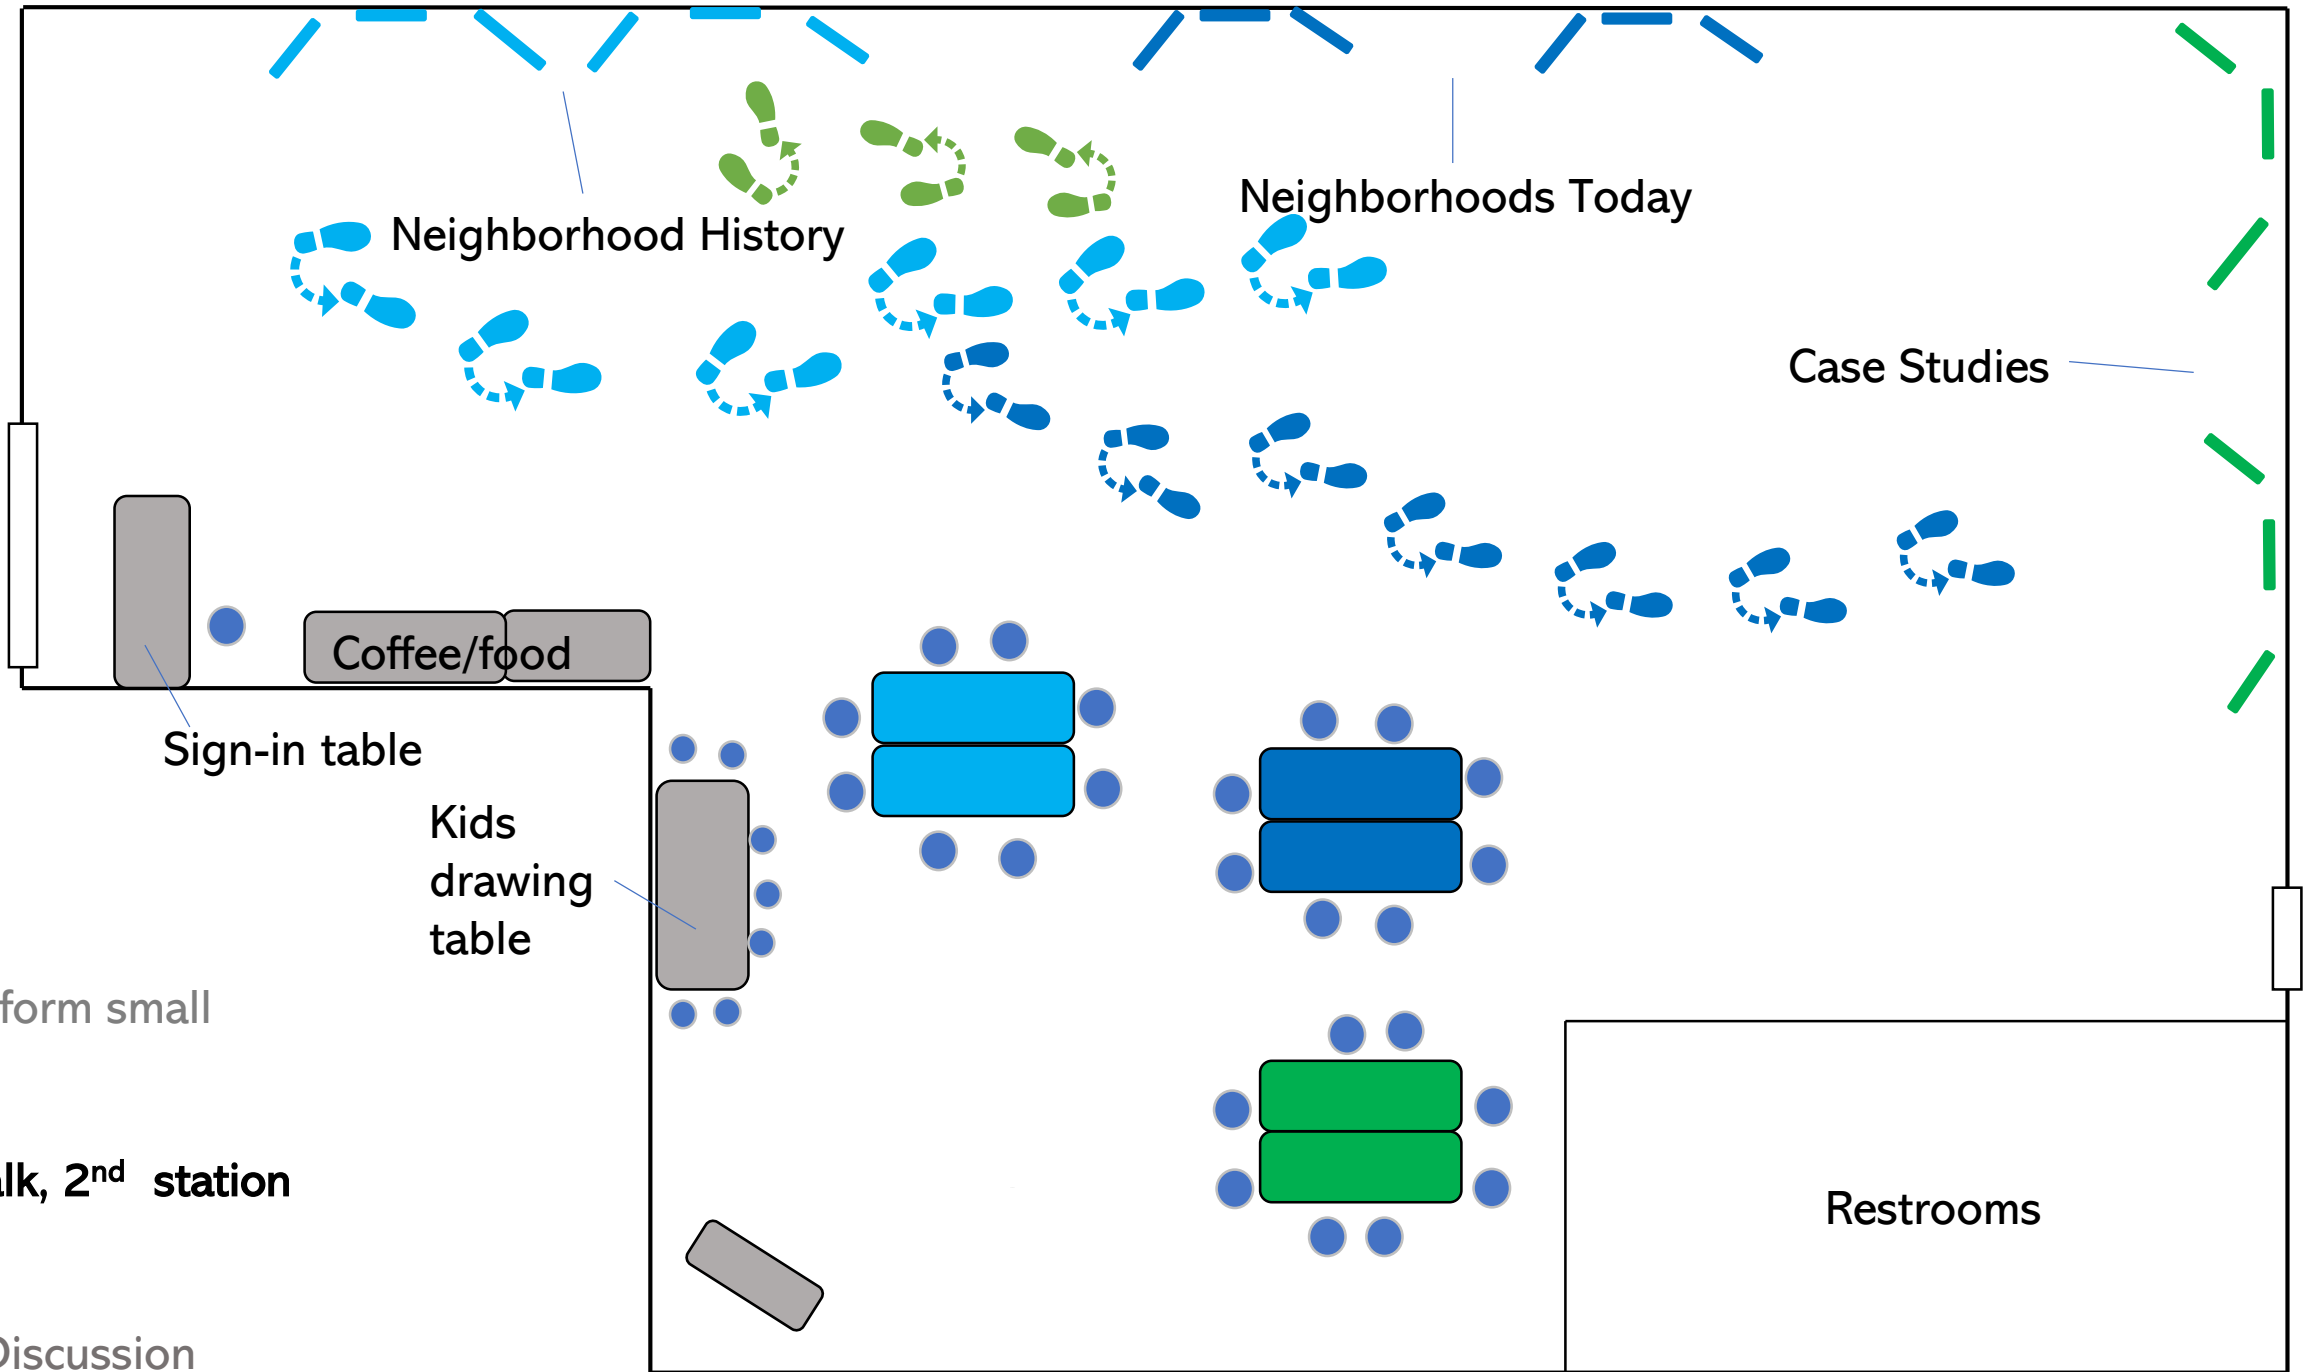 Neighborhoods Today
Neighborhood History
Case Studies
Coffee/food
Sign-in table
Kids
drawing
table
form small
2nd station
Restrooms
Discussion